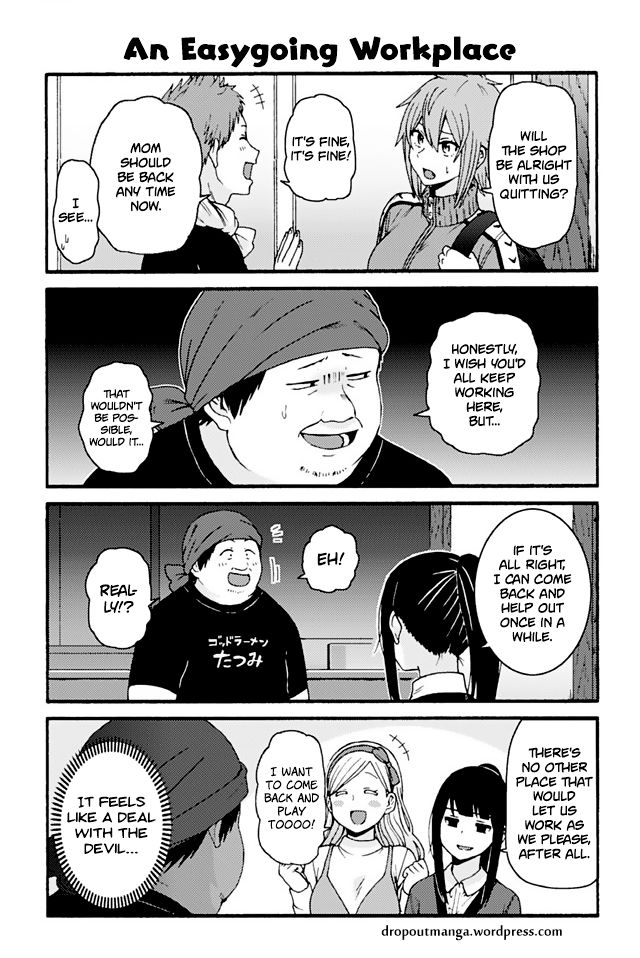 An Easygoing Workplace
WILL
THE SHOP
BE ALRIGHT
WITH US
QUITTING?
IT'S FINE,
IT'S FINE!
MOM
SHOULD
BE BACK
ANY TIME
NOW.
I
SEE...
HONESTLY,
I WISH YOU'D
ALL KEEP
WORKING
HERE,
BUT...
THAT
WOULDN'T
BE POS-
SIBLE,
WOULD IT...
IF IT'S
ALL RIGHT,
I CAN COME
BACK AND
HELP OUT
ONCE IN A
WHILE.
EH!
REAL-
LY!?
ゴッドラーメン
たつみ
THERE'S
NO OTHER
PLACE THAT
WOULD
LET US
WORK AS
WE PLEASE,
AFTER ALL.
I WANT
TO COME
BACK AND
PLAY
TOOOO!
IT FEELS
LIKE A DEAL
WITH THE
DEVIL...
dropoutmanga.wordpress.com